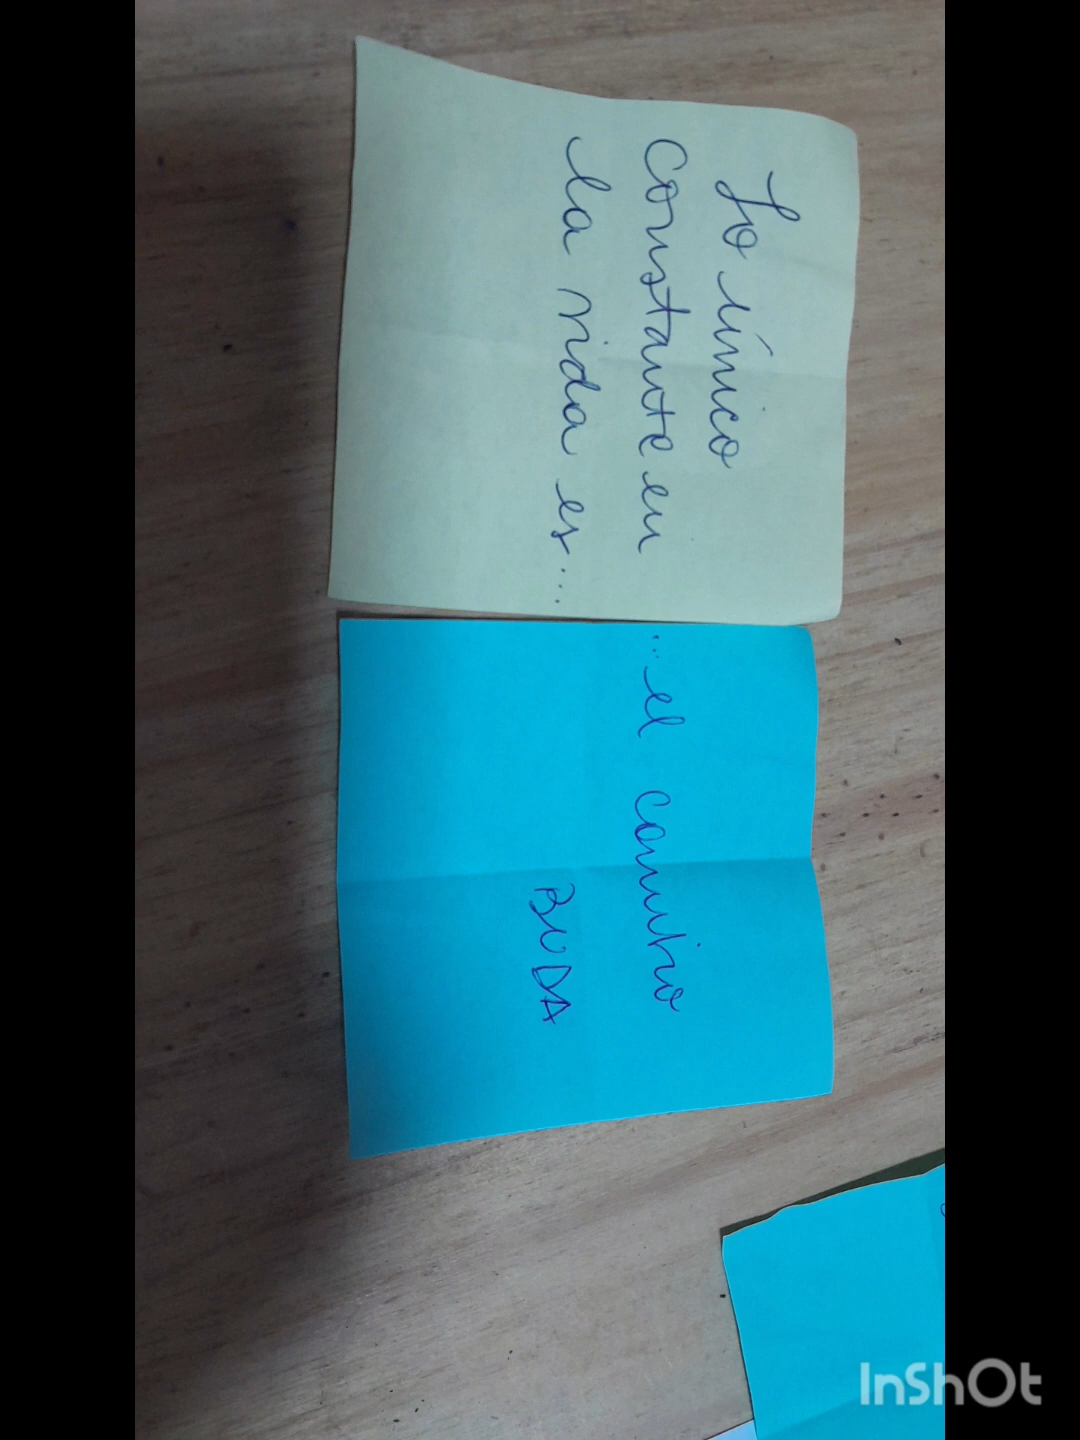 Lo único
constante en
la vida es...
...el cambio
BUDA
InShOt